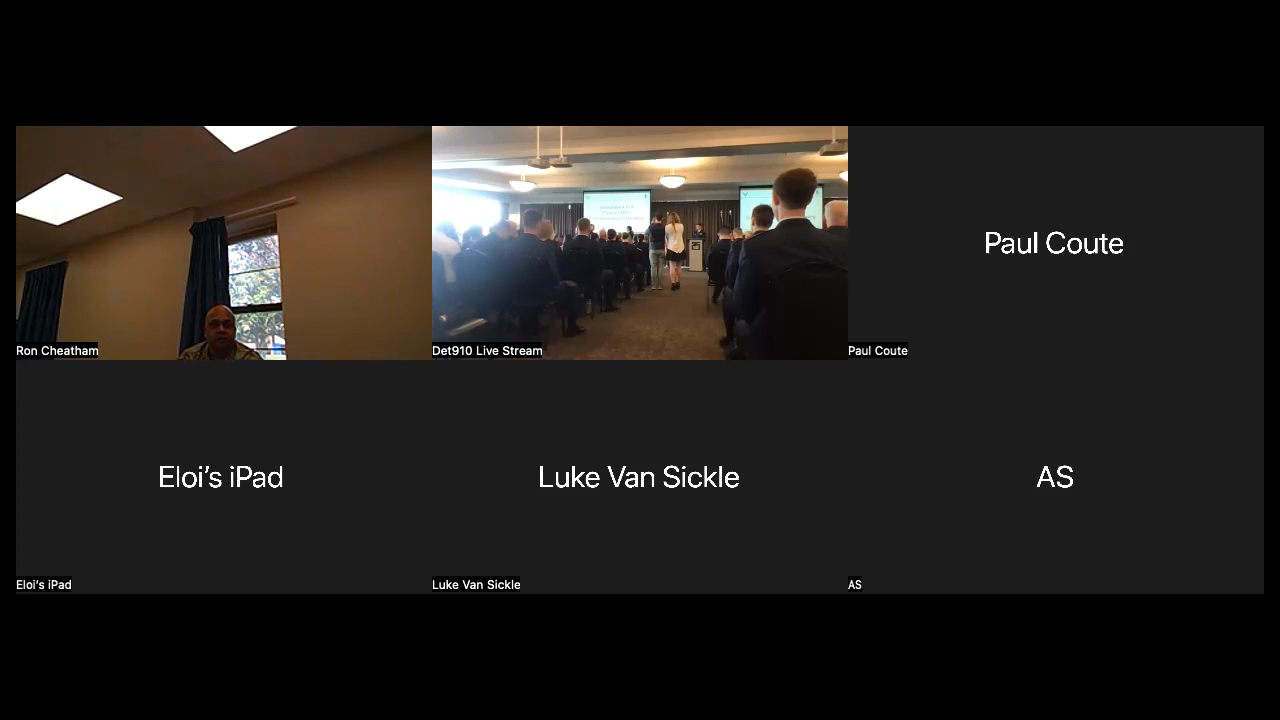 Paul Coute
Ron Cheatham
Det910 Live Stream
Paul Coute
Eloi’s iPad
Luke Van Sickle
AS
Eloi’s iPad
Luke Van Sickle
AS